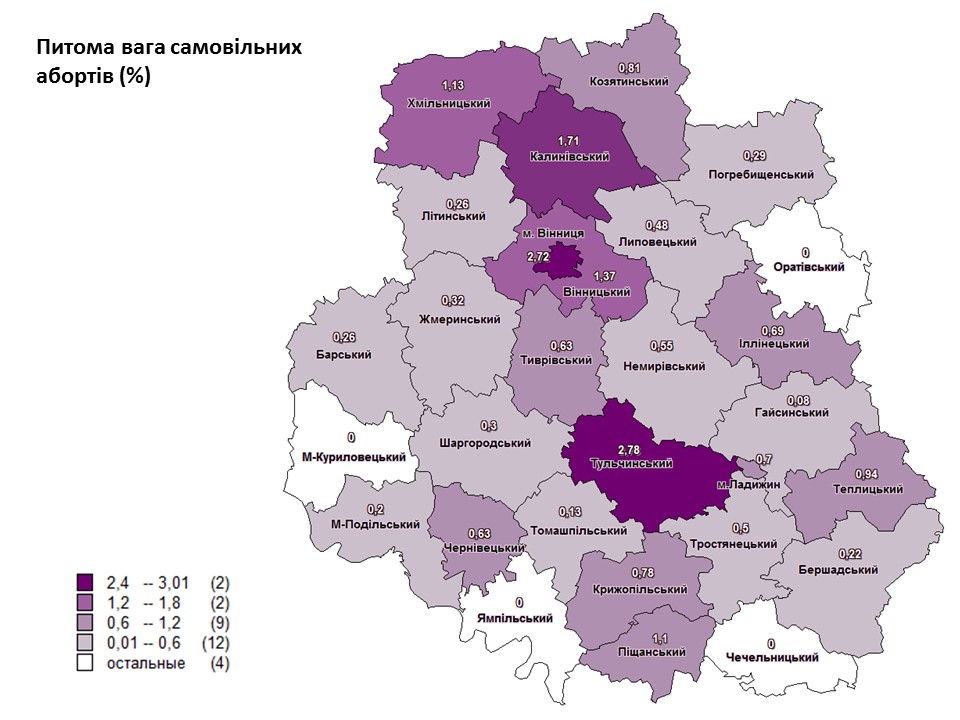 Питома вага самовільних
абортів (%)
0,81
Козятинський
1,13
Хмільницький
1,71
Калинівський
0,29
Погребищенський
0,26
Літинський
0,48
Липовецький
м. Вінниця
2,72
0
Оратівський
1,37
Вінницький
0,32
Жмеринський
0,69
Іллінецький
0,26
Барський
0,63
Тиврівський
0,55
Немирівський
0,08
Гайсинський
0,3
Шаргородський
0
М-Куриловецький
2,78
Тульчинський
0,7
м.Ладижин
0,94
Теплицький
0,2
М-Подільський
0,13
Томашпільський
0,63
Чернівецький
0,5
Тростянецький
0,22
Бершадський
0,78
Крижопільський
0
Ямпільський
1,1
Піщанський
0
Чечельницький
2,4 -- 3,01 (2)
1,2 -- 1,8 (2)
0,6 -- 1,2 (9)
0,01 -- 0,6 (12)
остальные (4)